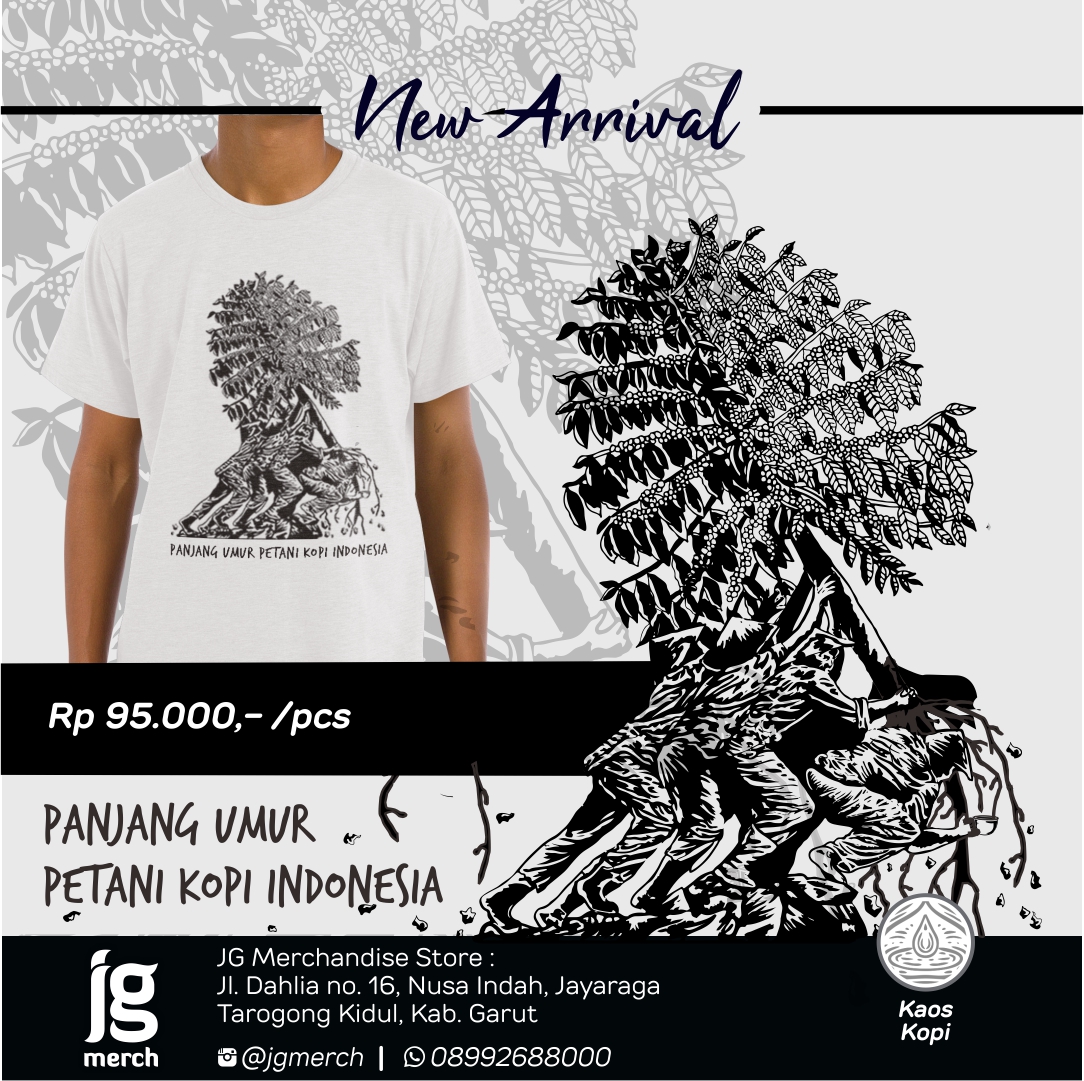 New Arrival
PANJANG UMUR PETANI KOPI INDONESIA
Rp 95.000,- /pcs
PANJANG UMUR
PETANI KOPI INDONESIA
jg
merch
JG Merchandise Store :
Jl. Dahlia no. 16, Nusa Indah, Jayaraga
Tarogong Kidul, Kab. Garut
@jgmerch | 08992688000
Kaos
Kopi